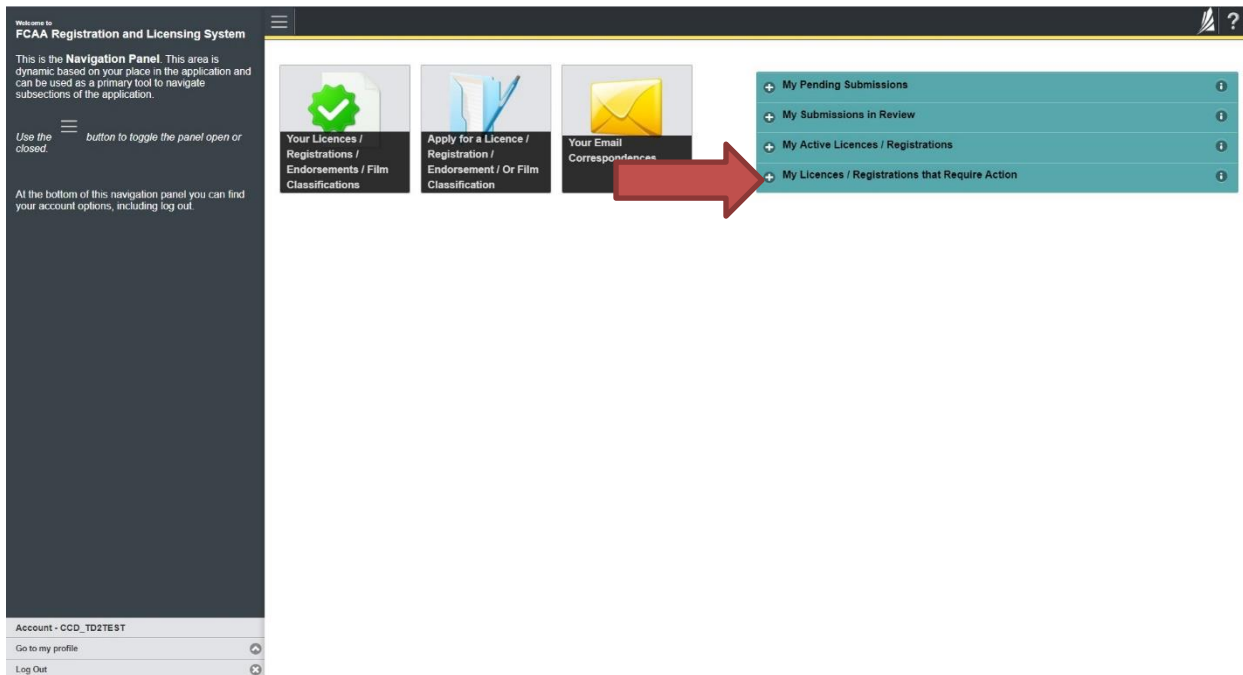 Welcome to
FCAA Registration and Licensing System
This is the Navigation Panel. This area is
dynamic based on your place in the application and
can be used as a primary tool to navigate
subsections of the application.
Use the button to toggle the panel open or
closed.
At the bottom of this navigation panel you can find
your account options, including log out.
Account - CCD_TD2TEST
Go to my profile
Log Out
?
Your Licences /
Registrations /
Endorsements / Film
Classifications
Apply for a Licence /
Registration /
Endorsement / Or Film
Classification
Your Email
Correspondences
My Pending Submissions
My Submissions in Review
My Active Licences / Registrations
My Licences / Registrations that Require Action